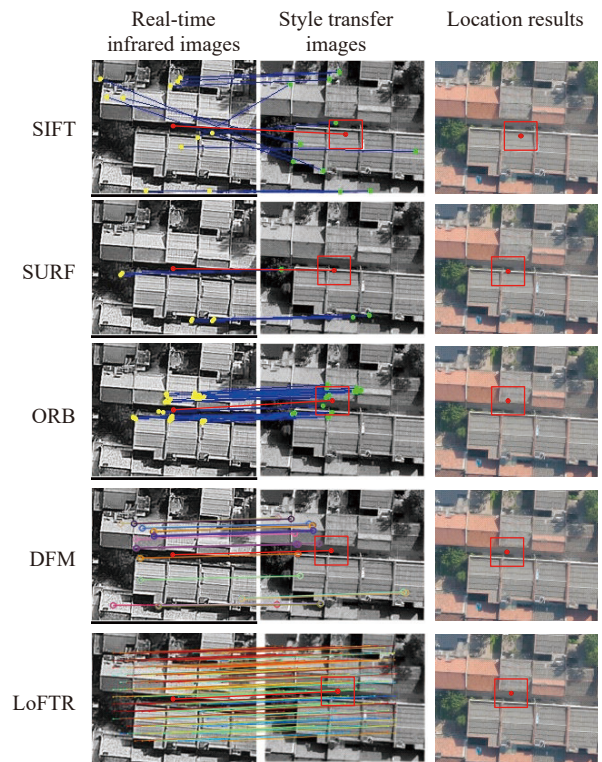 Real-time
infrared images
Style transfer
images
Location results
SIFT
SURF
ORB
DFM
LoFTR